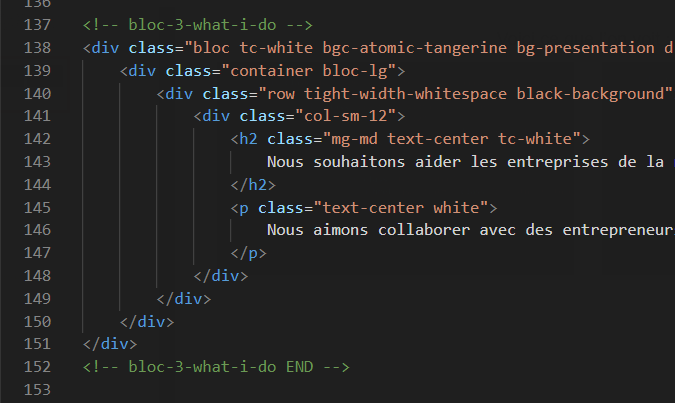 136
137 <!-- bloc-3-what-i-do -->
138 <div class="bloc tc-white bgc-atomic-tangerine bg-presentation d
139 <div class="container bloc-lg">
140 <div class="row tight-width-whitespace black-background"
141 <div class="col-sm-12">
142 <h2 class="mg-md text-center tc-white">
143 Nous souhaitons aider les entreprises de la
144 </h2>
145 <p class="text-center white">
146 Nous aimons collaborer avec des entrepreneur
147 </p>
148 </div>
149 </div>
150 </div>
151 </div>
152 <!-- bloc-3-what-i-do END -->
153